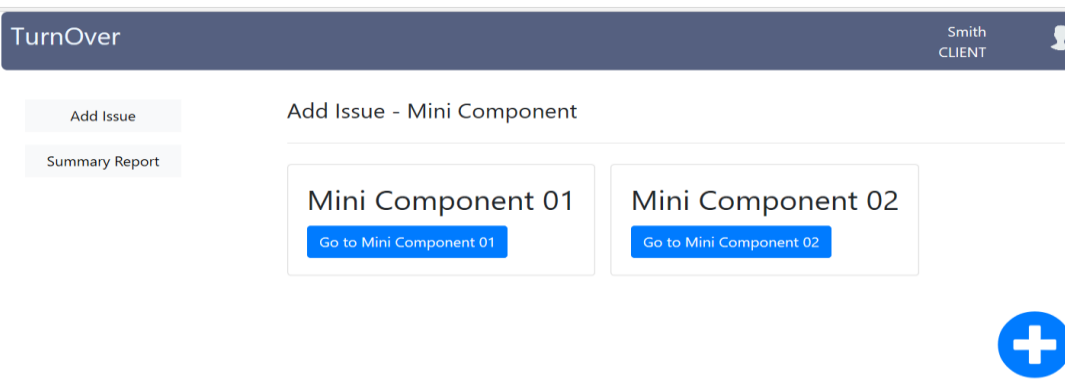 TurnOver
Smith
CLIENT
Add Issue
Summary Report
Add Issue - Mini Component
Mini Component 01
Go to Mini Component 01
Mini Component 02
Go to Mini Component 02